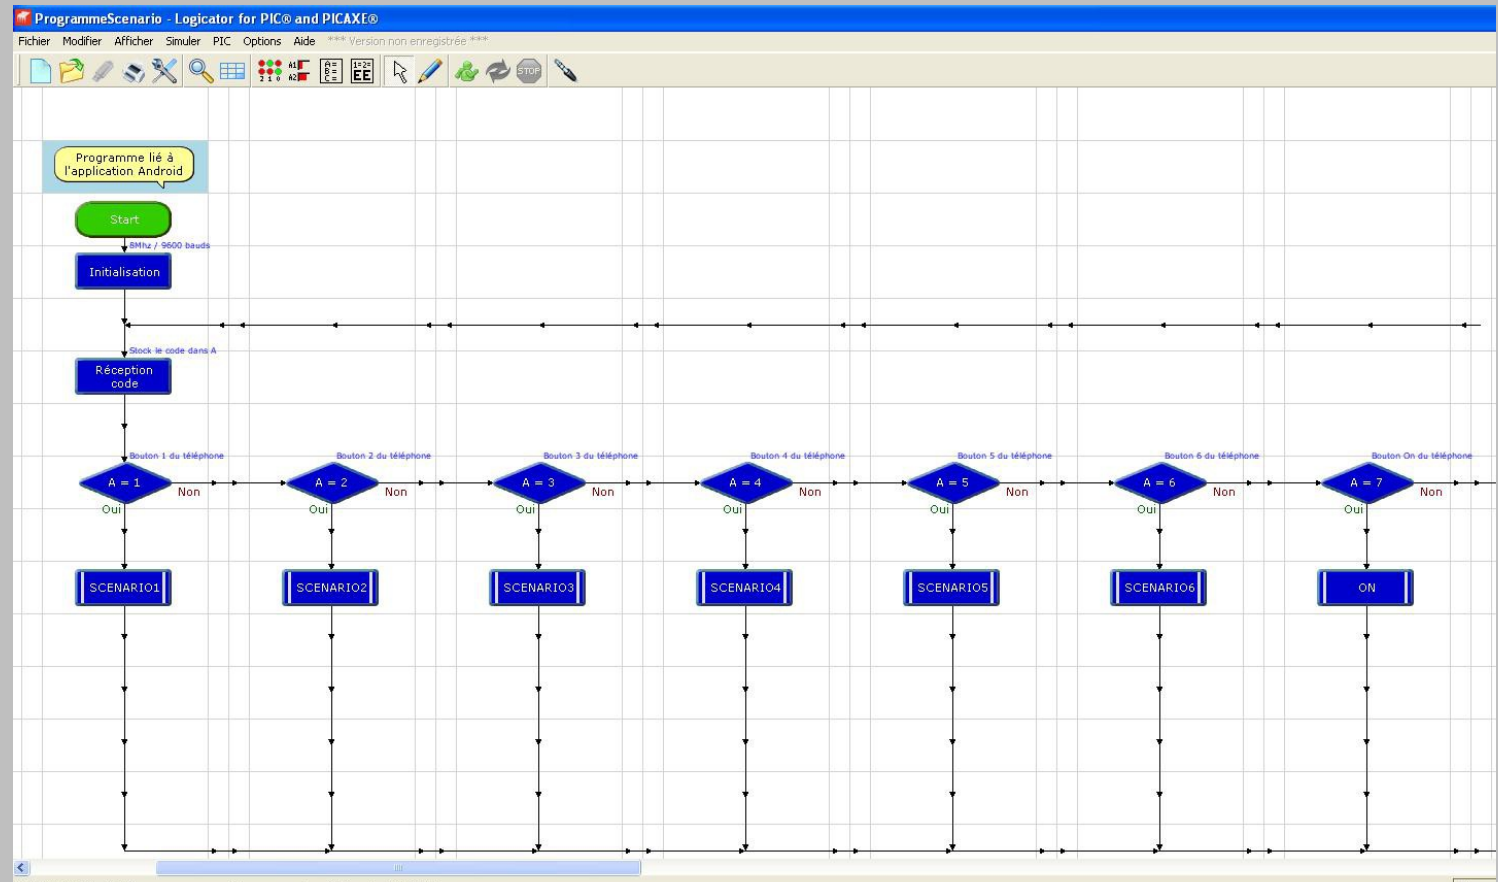 ProgrammeScenario - Logicator for PIC® and PICAXE®
Fichier Modifier Afficher Simuler PIC Options Aide *** Version non enregistrée ***
Programme lié à
l'application Android
Start
8Mhz / 9600 bauds
Initialisation
Stock le code dans A
Réception
code
Bouton 1 du téléphone Bouton 2 du téléphone Bouton 3 du téléphone Bouton 4 du téléphone Bouton 5 du téléphone Bouton 6 du téléphone Bouton On du téléphone
A = 1 A = 2 A = 3 A = 4 A = 5 A = 6 A = 7
Non Non Non Non Non Non Non
Oui Oui Oui Oui Oui Oui Oui
SCENARIO1 SCENARIO2 SCENARIO3 SCENARIO4 SCENARIO5 SCENARIO6 ON